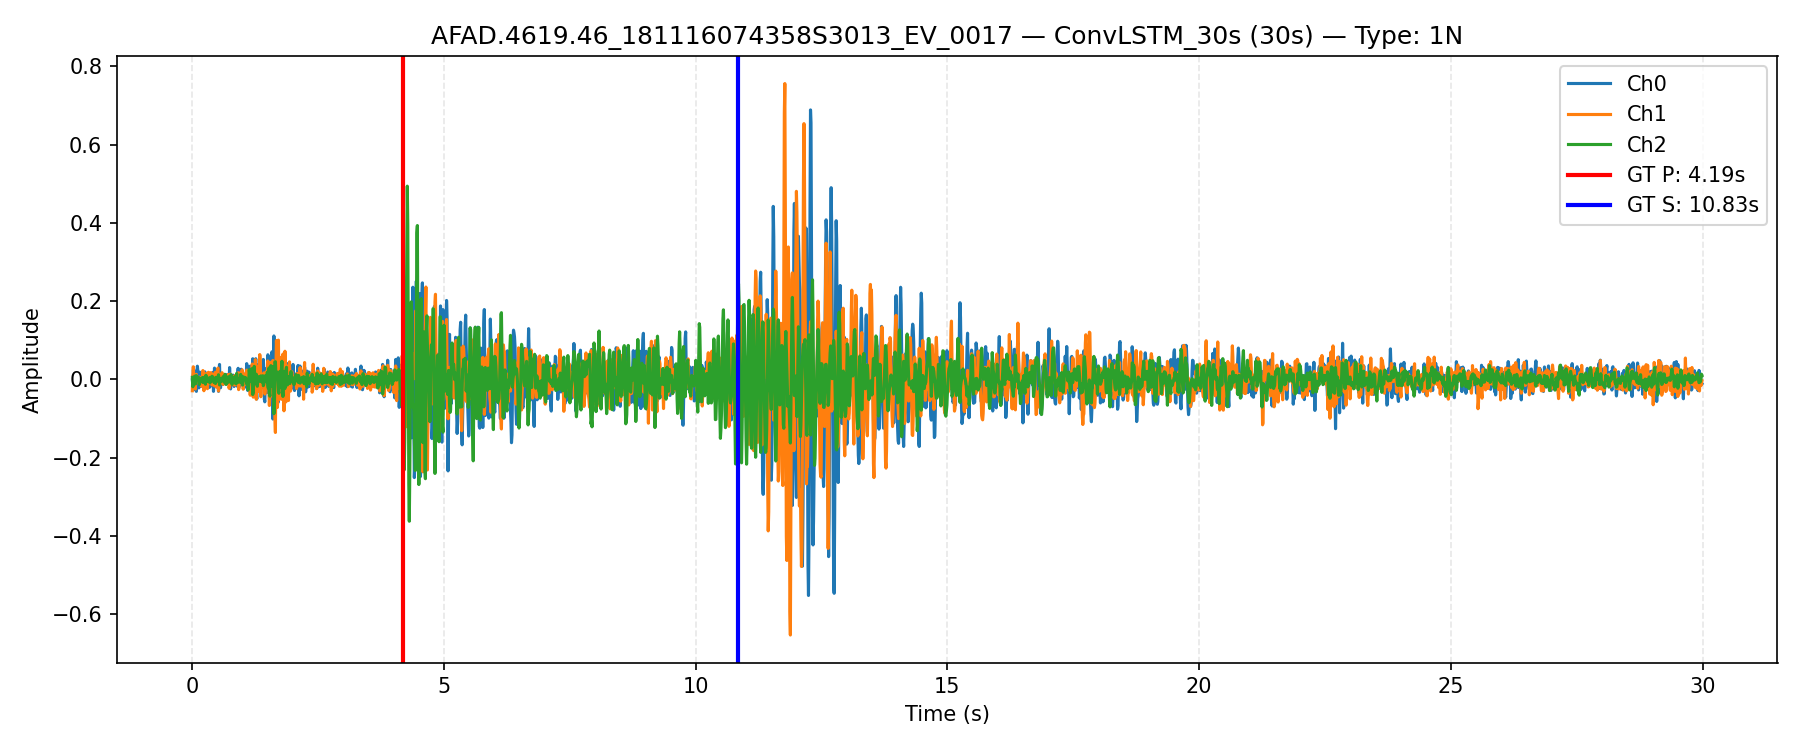 AFAD.4619.46_181116074358S3013_EV_0017 — ConvLSTM_30s (30s) — Type: 1N
0.8
0.6
0.4
0.2
0.0
−0.2
−0.4
−0.6
Amplitude
Ch0
Ch1
Ch2
GT P: 4.19s
GT S: 10.83s
0 5 10 15 20 25 30
Time (s)